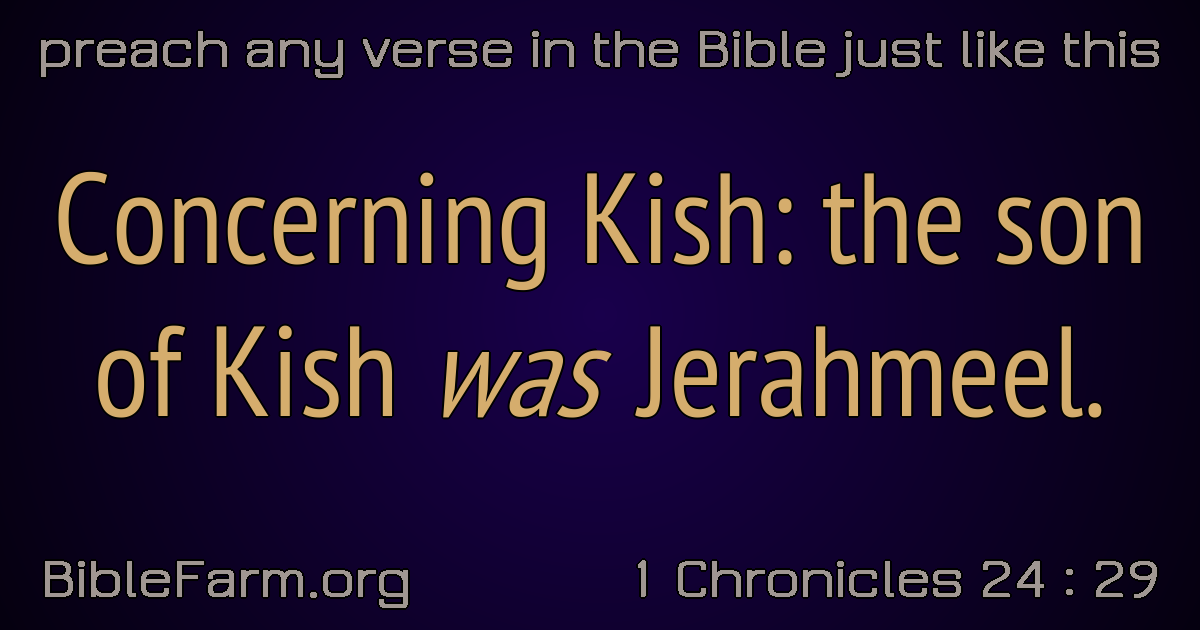 preach any verse in the Bible just like this
Concerning Kish: the son
of Kish was Jerahmeel.
BibleFarm.org
1 Chronicles 24 : 29